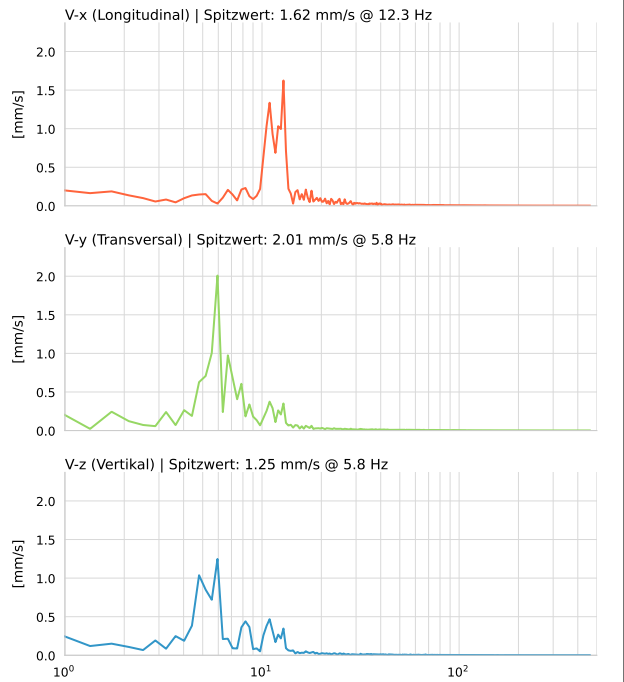 V-x (Longitudinal) | Spitzwert: 1.62 mm/s @ 12.3 Hz
2.0
1.5
1.0
0.5
0.0
[mm/s]
V-y (Transversal) | Spitzwert: 2.01 mm/s @ 5.8 Hz
2.0
1.5
1.0
0.5
0.0
[mm/s]
V-z (Vertikal) | Spitzwert: 1.25 mm/s @ 5.8 Hz
2.0
1.5
1.0
0.5
0.0
[mm/s]
10⁰ 10¹ 10²